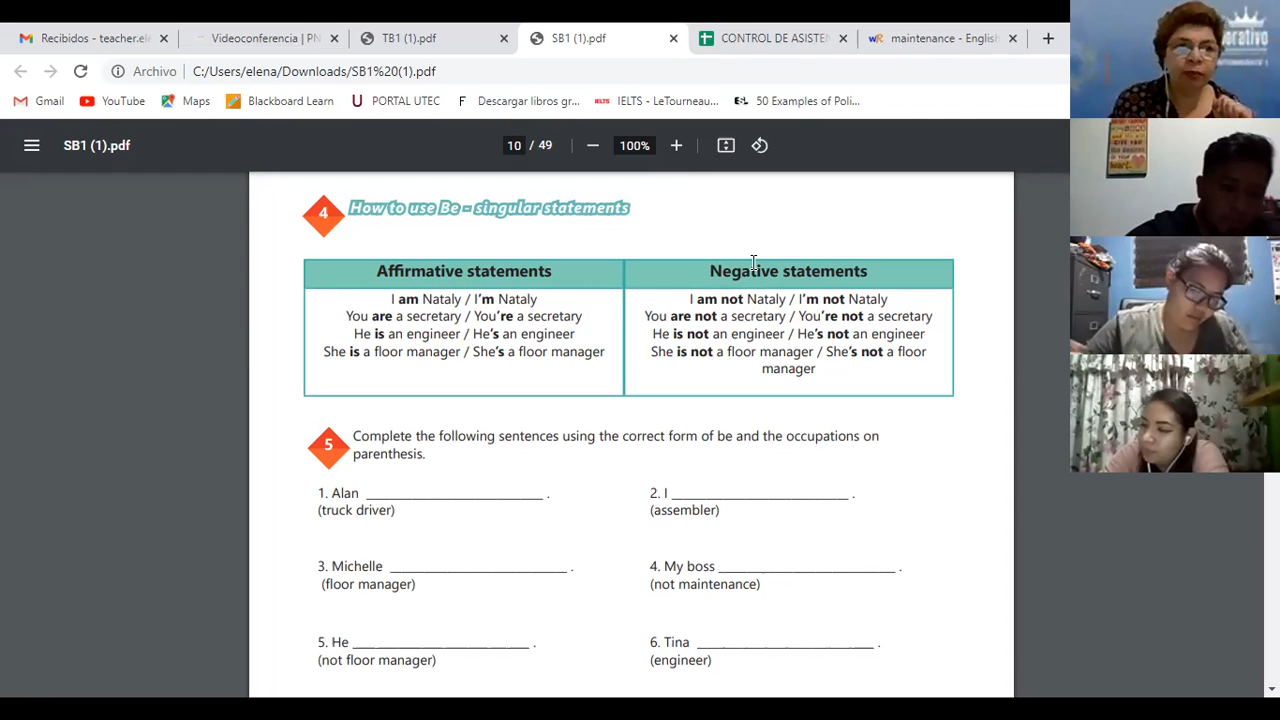 Recibidos - teacher.ele
Videoconferencia | PN
TB1 (1).pdf
SB1 (1).pdf
CONTROL DE ASISTEN
maintenance - English
Archivo
C:/Users/elena/Downloads/SB1%20(1).pdf
Gmail
YouTube
Maps
Blackboard Learn
PORTAL UTEC
Descargar libros gr...
IELTS - LeTourneau...
50 Examples of Poli...
SB1 (1).pdf
10 / 49
100%
4
How to use Be - singular statements
Affirmative statements
I am Nataly / I'm Nataly
You are a secretary / You're a secretary
He is an engineer / He's an engineer
She is a floor manager / She's a floor manager
Negative statements
I am not Nataly / I'm not Nataly
You are not a secretary / You're not a secretary
He is not an engineer / He's not an engineer
She is not a floor manager / She's not a floor
manager
5
Complete the following sentences using the correct form of be and the occupations on
parenthesis.
1. Alan _______________________ .
(truck driver)
2. I _______________________ .
(assembler)
3. Michelle _______________________ .
(floor manager)
4. My boss _______________________ .
(not maintenance)
5. He _______________________ .
(not floor manager)
6. Tina _______________________ .
(engineer)